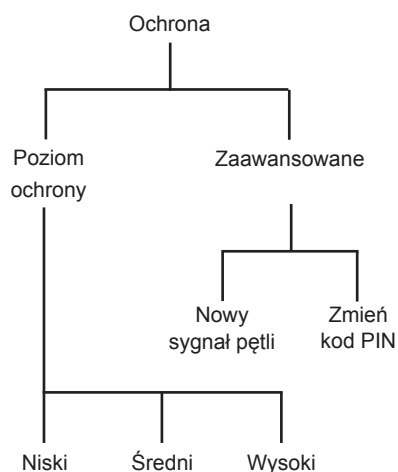 Ochrona
Poziom
ochrony
Zaawansowane
Nowy
sygnał pętli
Zmień
kod PIN
Niski
Średni
Wysoki